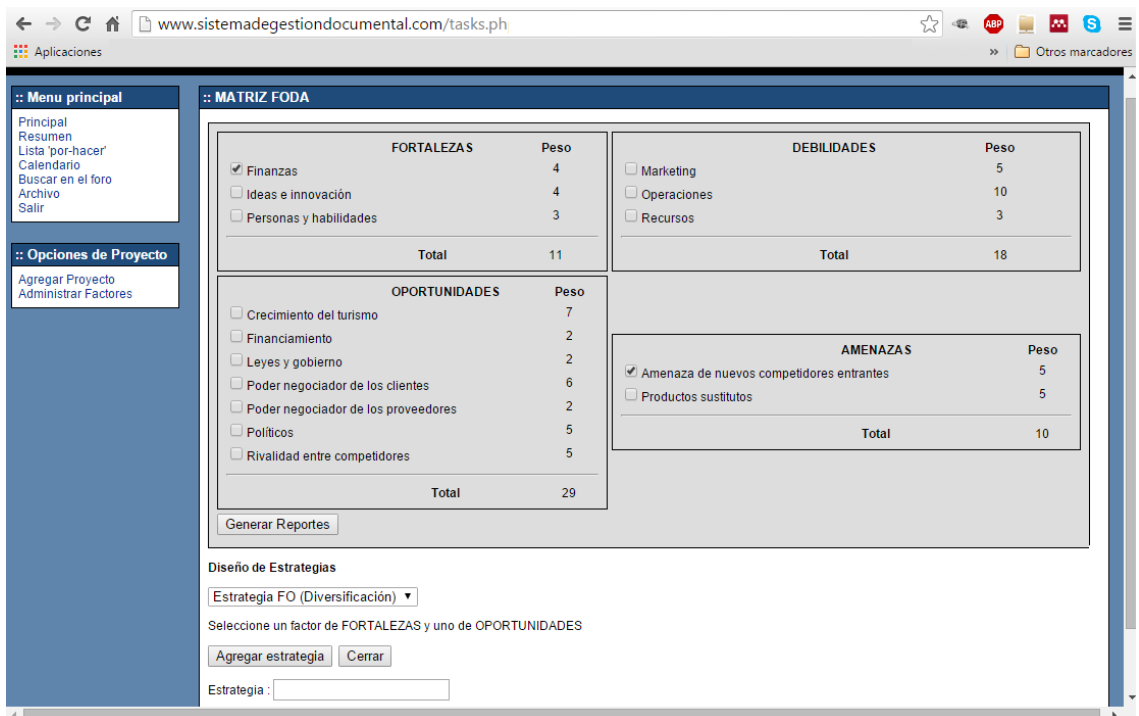 www.sistemadegestiondocumental.com/tasks.ph
ABP
Aplicaciones
» Otros marcadores
:: Menu principal
Principal
Resumen
Lista 'por-hacer'
Calendario
Buscar en el foro
Archivo
Salir
:: Opciones de Proyecto
Agregar Proyecto
Administrar Factores
:: MATRIZ FODA
FORTALEZAS Peso
Finanzas 4
Ideas e innovación 4
Personas y habilidades 3
Total 11
DEBILIDADES Peso
Marketing 5
Operaciones 10
Recursos 3
Total 18
OPORTUNIDADES Peso
Crecimiento del turismo 7
Financiamiento 2
Leyes y gobierno 2
Poder negociador de los clientes 6
Poder negociador de los proveedores 2
Políticos 5
Rivalidad entre competidores 5
Total 29
AMENAZAS Peso
Amenaza de nuevos competidores entrantes 5
Productos sustitutos 5
Total 10
Generar Reportes
Diseño de Estrategias
Estrategia FO (Diversificación)
Seleccione un factor de FORTALEZAS y uno de OPORTUNIDADES
Agregar estrategia Cerrar
Estrategia :